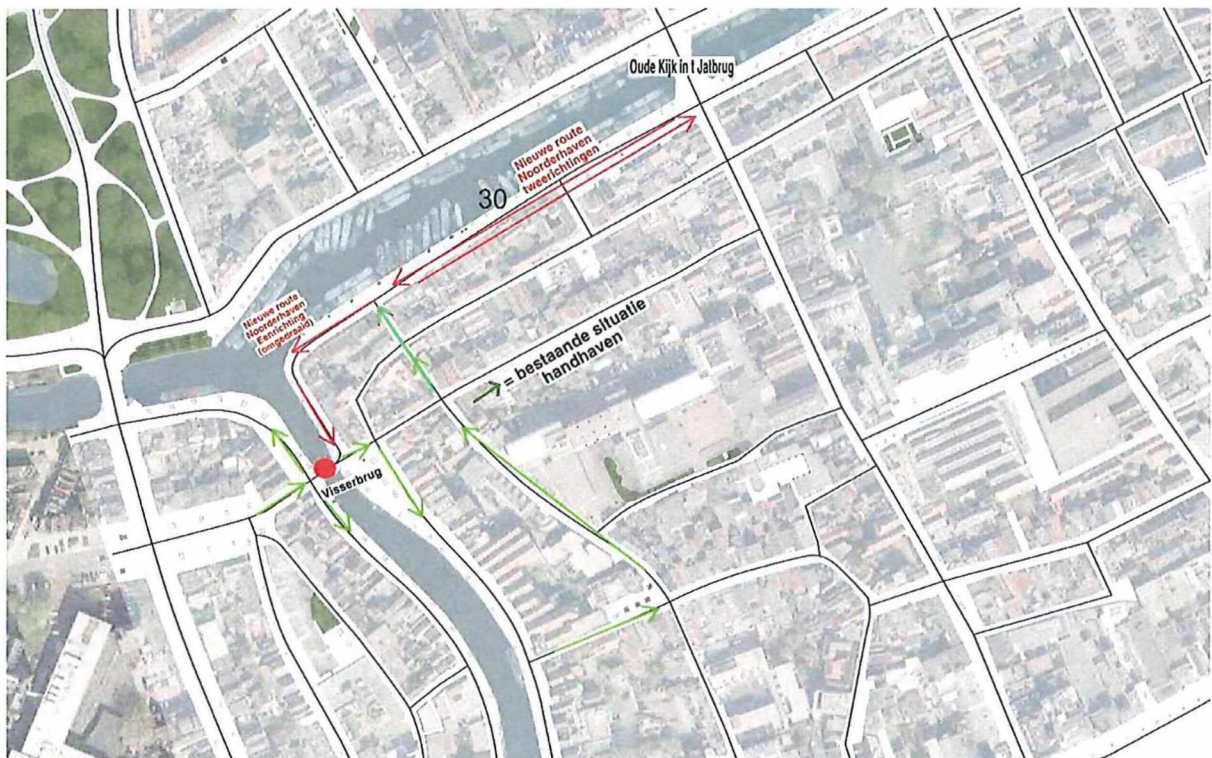 Oude Kijk in t Jatbrug
Nieuwe route
Noorderhaven
tweerichtingen
30
Nieuwe route
Noorderhaven
Eenrichting
(omgedraaid)
= bestaande situatie
handhaven
Visserbrug